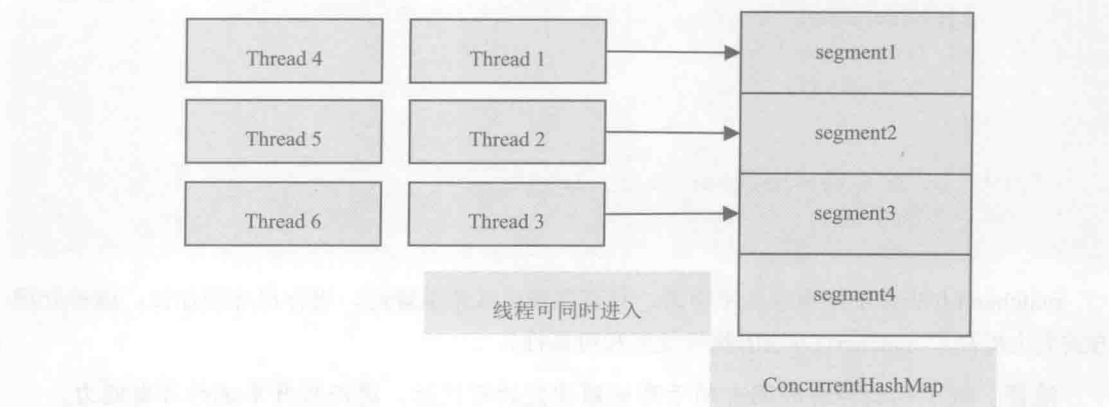 Thread 4
Thread 1
segment1
Thread 5
Thread 2
segment2
Thread 6
Thread 3
segment3
segment4
线程可同时进入
ConcurrentHashMap